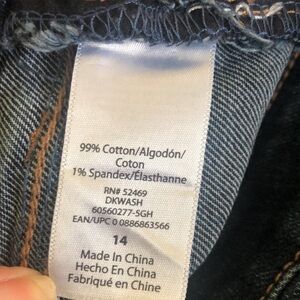 99% Cotton/Algodón/
Coton
1% Spandex/Élasthanne
RN# 52469
DKWASH
60560277-5GH
EAN/UPC 0 0886863566
14
Made In China
Hecho En China
Fabriqué en Chine